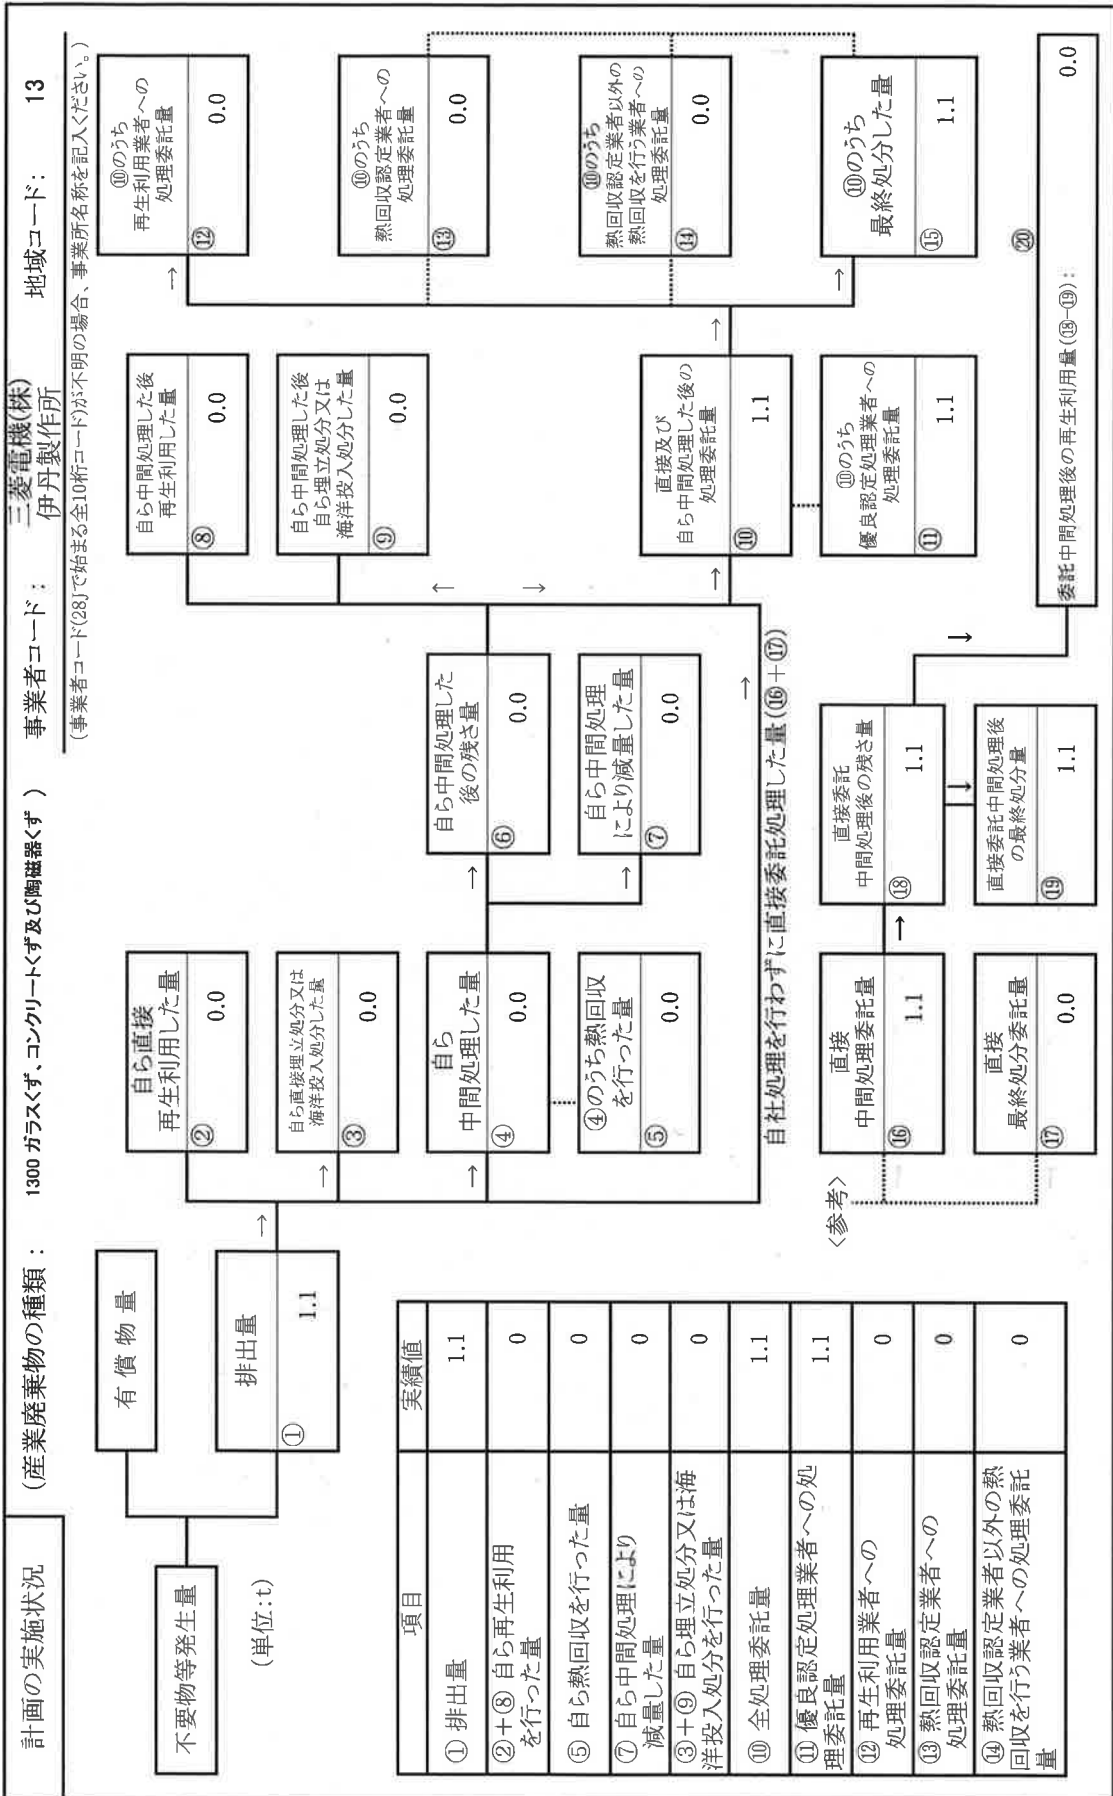 計画の実施状況
(産業廃棄物の種類：
1300 ガラスくず、コンクリートくず及び陶磁器くず
)
事業者コード：
三菱電機(株)
伊丹製作所
地域コード：
13
(事業者コード(「28」で始まる全10桁コード)が不明の場合、事業所名称を記入ください。)
不要物等発生量
(単位:t)
有 償 物 量
排出量
① 1.1
自ら直接
再生利用した量
② 0.0
自ら直接埋立処分又は
海洋投入処分した量
③ 0.0
自ら
中間処理した量
④ 0.0
④のうち熱回収
を行った量
⑤ 0.0
自ら中間処理した
後の残さ量
⑥ 0.0
自ら中間処理
により減量した量
⑦ 0.0
自ら中間処理した後
再生利用した量
⑧ 0.0
自ら中間処理した後
自ら埋立処分又は
海洋投入処分した量
⑨ 0.0
直接及び
自ら中間処理した後の
処理委託量
⑩ 1.1
⑩のうち
優良認定処理業者への
処理委託量
⑪ 1.1
⑩のうち
再生利用業者への
処理委託量
⑫ 0.0
⑩のうち
熱回収認定業者への
処理委託量
⑬ 0.0
⑩のうち
熱回収認定業者以外の
熱回収を行う業者への
処理委託量
⑭ 0.0
⑩のうち
最終処分した量
⑮ 1.1
自社処理を行わずに直接委託処理した量(⑯＋⑰)
〈参考〉
直接
中間処理委託量
⑯ 1.1
直接
最終処分委託量
⑰ 0.0
直接委託
中間処理後の残さ量
⑱ 1.1
直接委託中間処理後
の最終処分量
⑲ 1.1
⑳
委託中間処理後の再生利用量(⑱-⑲)： 0.0
項目 実績値
① 排出量 1.1
②＋⑧ 自ら再生利用
を行った量 0
⑤ 自ら熱回収を行った量 0
⑦ 自ら中間処理により
減量した量 0
③＋⑨ 自ら埋立処分又は海
洋投入処分を行った量 0
⑩ 全処理委託量 1.1
⑪ 優良認定処理業者への処
理委託量 1.1
⑫ 再生利用業者への
処理委託量 0
⑬ 熱回収認定業者への
処理委託量 0
⑭ 熱回収認定業者以外の熱
回収を行う業者への処理委託
量 0